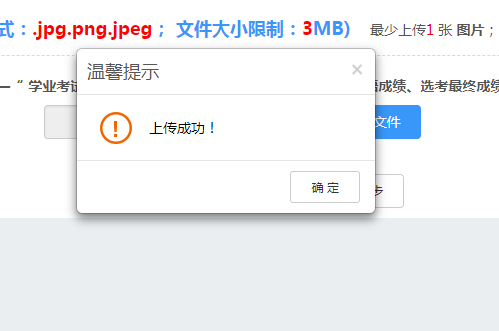 式：.jpg.png.jpeg； 文件大小限制：3MB） 最少上传1 张 图片；
温馨提示 ×
一 “ 学业考试 成绩、选考最终成绩
上传成功！ 文件
确 定 步